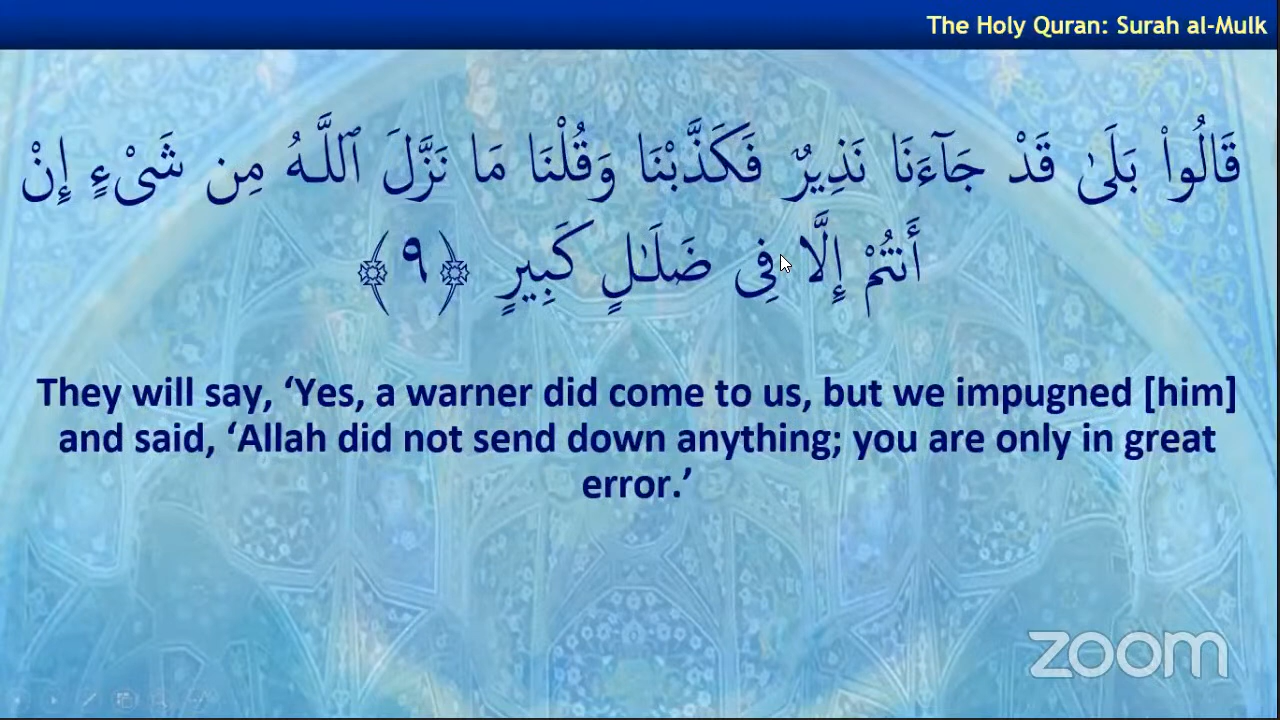 The Holy Quran: Surah al-Mulk
قَالُوا۟ بَلَىٰ قَدْ جَآءَنَا نَذِيرٌ فَكَذَّبْنَا وَقُلْنَا مَا نَزَّلَ ٱللَّهُ مِن شَىْءٍ إِنْ
أَنتُمْ إِلَّا فِى ضَلَـٰلٍ كَبِيرٍ ﴿٩﴾
They will say, ‘Yes, a warner did come to us, but we impugned [him]
and said, ‘Allah did not send down anything; you are only in great
error.’
zoom